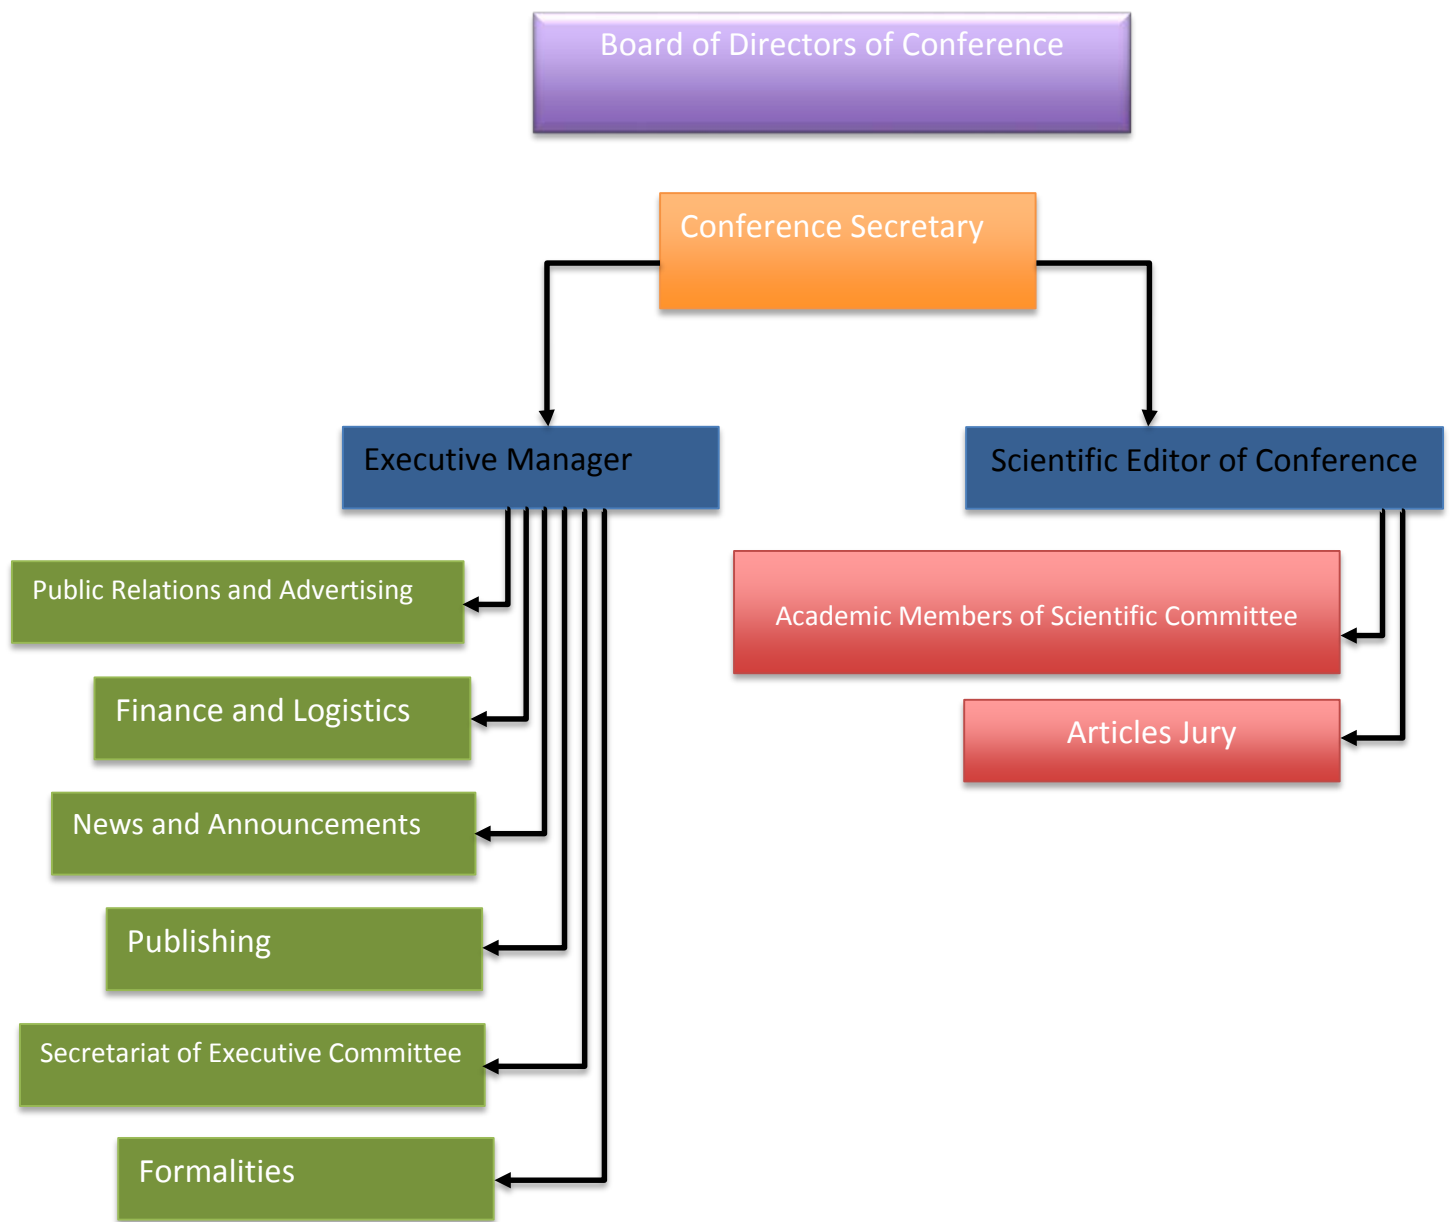 Board of Directors of Conference
Conference Secretary
Executive Manager
Scientific Editor of Conference
Public Relations and Advertising
Academic Members of Scientific Committee
Finance and Logistics
Articles Jury
News and Announcements
Publishing
Secretariat of Executive Committee
Formalities